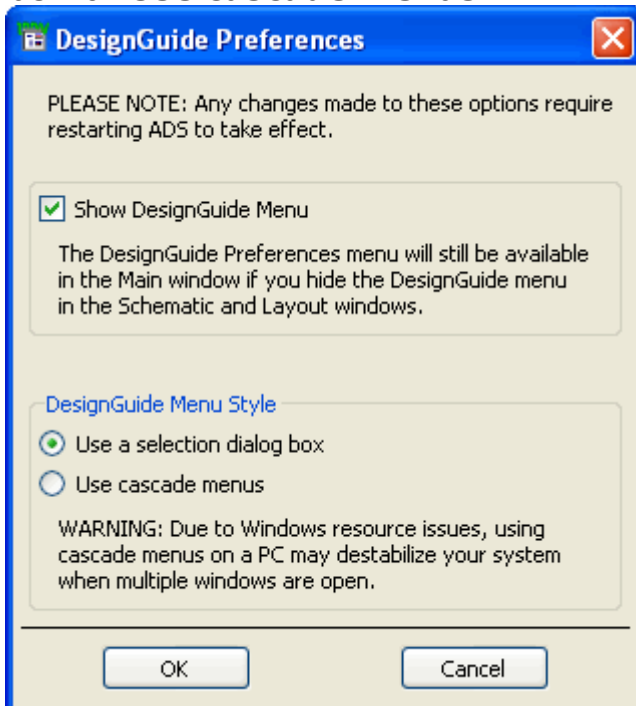 DesignGuide Preferences
PLEASE NOTE: Any changes made to these options require
restarting ADS to take effect.
Show DesignGuide Menu
The DesignGuide Preferences menu will still be available
in the Main window if you hide the DesignGuide menu
in the Schematic and Layout windows.
DesignGuide Menu Style
Use a selection dialog box
Use cascade menus
WARNING: Due to Windows resource issues, using
cascade menus on a PC may destabilize your system
when multiple windows are open.
OK
Cancel